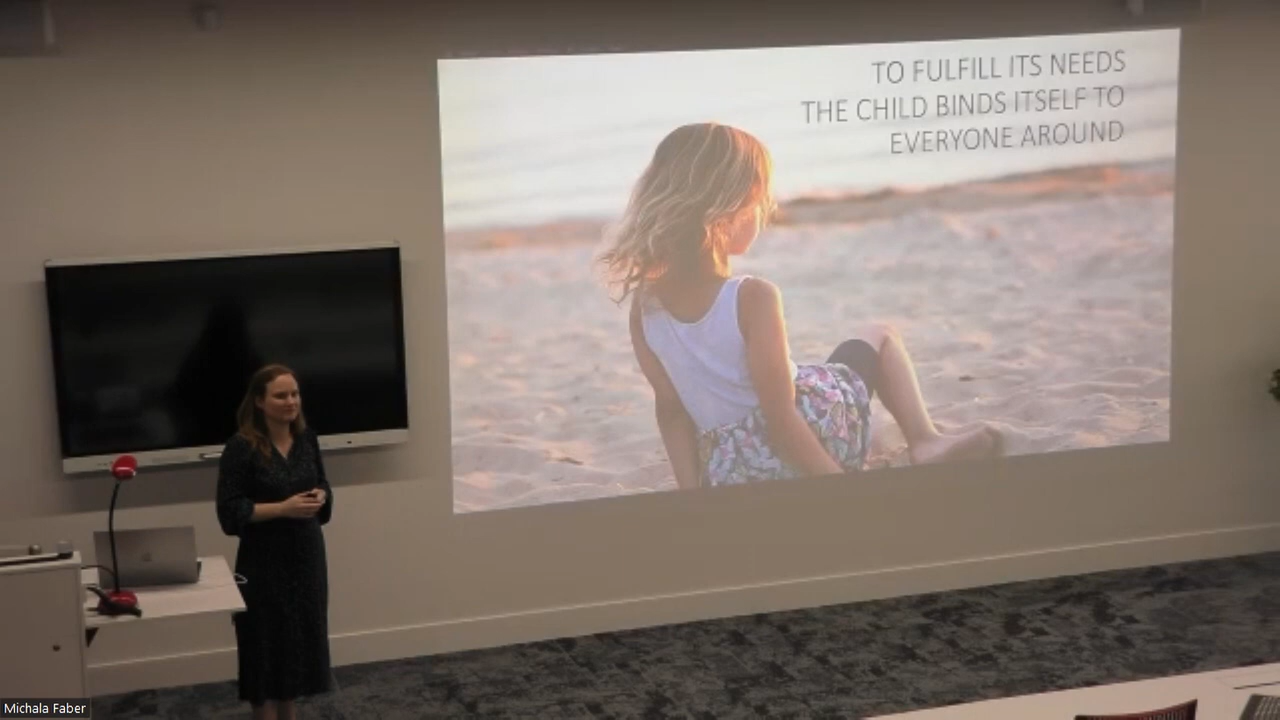 TO FULFILL ITS NEEDS
THE CHILD BINDS ITSELF TO
EVERYONE AROUND
Michala Faber